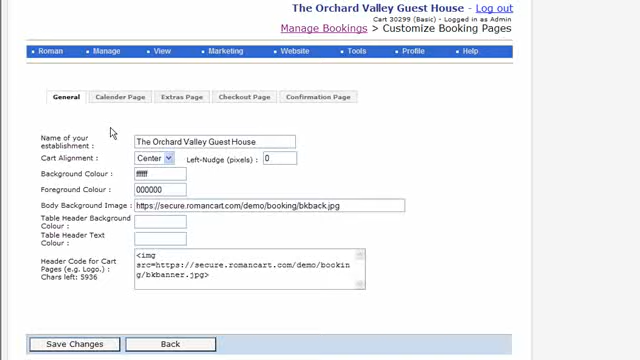 The Orchard Valley Guest House - Log out
Cart 30299 (Basic) - Logged in as Admin
Manage Bookings > Customize Booking Pages
Roman Manage View Marketing Website Tools Profile Help
General Calender Page Extras Page Checkout Page Confirmation Page
Name of your
establishment : The Orchard Valley Guest House
Cart Alignment : Center Left-Nudge (pixels) : 0
Background Colour : ffffff
Foreground Colour : 000000
Body Background Image : https://secure.romancart.com/demo/booking/bkback.jpg
Table Header Background
Colour :
Table Header Text
Colour :
Header Code for Cart
Pages (e.g. Logo.) :
Chars left: 5936
<img
src=https://secure.romancart.com/demo/bookin
g/bkbanner.jpg>
Save Changes Back